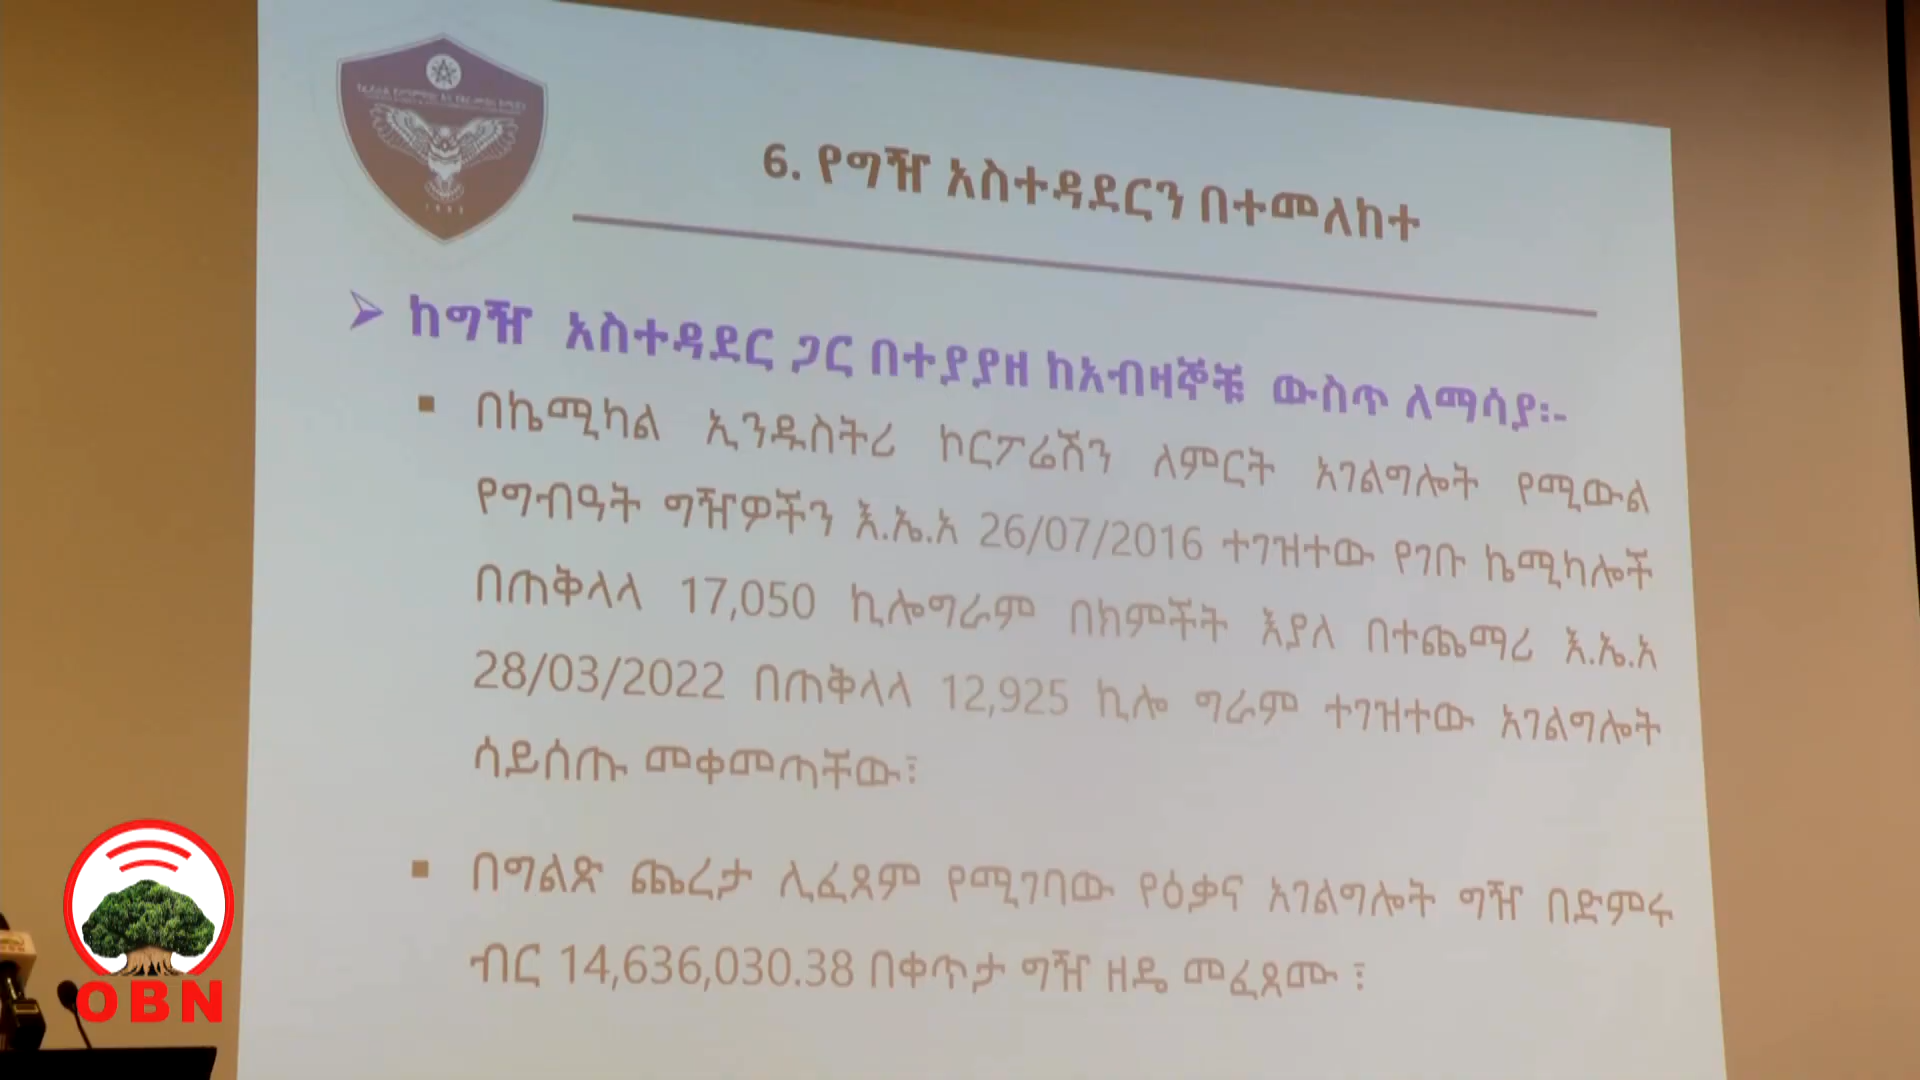 6. የግዥ አስተዳደርን በተመለከተ
ከግዥ አስተዳደር ጋር በተያያዘ ከአብዛኞቹ ውስጥ ለማሳያ፡-
በኬሚካል ኢንዱስትሪ ኮርፖሬሽን ለምርት አገልግሎት የሚውል
የግብዓት ግዥዎችን እ.ኤ.አ 26/07/2016 ተገዝተው የገቡ ኬሚካሎች
በጠቅላላ 17,050 ኪሎግራም በክምችት እያለ በተጨማሪ እ.ኤ.አ
28/03/2022 በጠቅላላ 12,925 ኪሎ ግራም ተገዝተው አገልግሎት
ሳይሰጡ መቀመጣቸው፣
በግልጽ ጨረታ ሊፈጸም የሚገባው የዕቃና አገልግሎት ግዥ በድምሩ
ብር 14,636,030.38 በቀጥታ ግዥ ዘዴ መፈጸሙ ፣
OBN